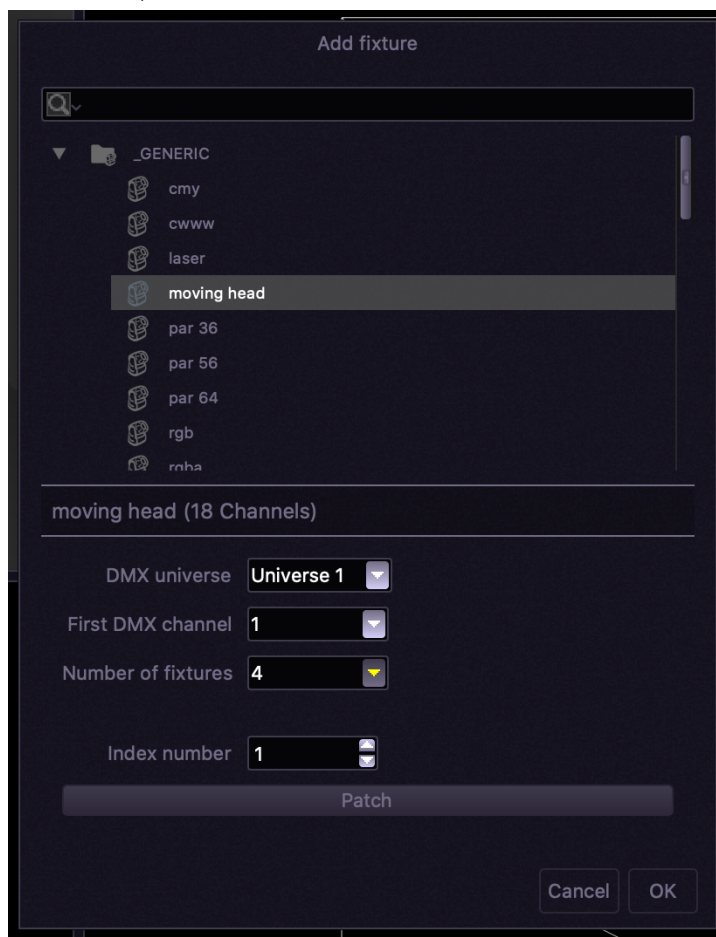 Add fixture
_GENERIC
cmy
cwww
laser
moving head
par 36
par 56
par 64
rgb
rgba
moving head (18 Channels)
DMX universe Universe 1
First DMX channel 1
Number of fixtures 4
Index number 1
Patch
Cancel OK